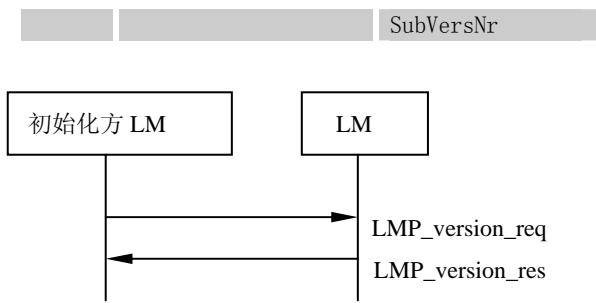 SubVersNr
初始化方 LM
LM
LMP_version_req
LMP_version_res